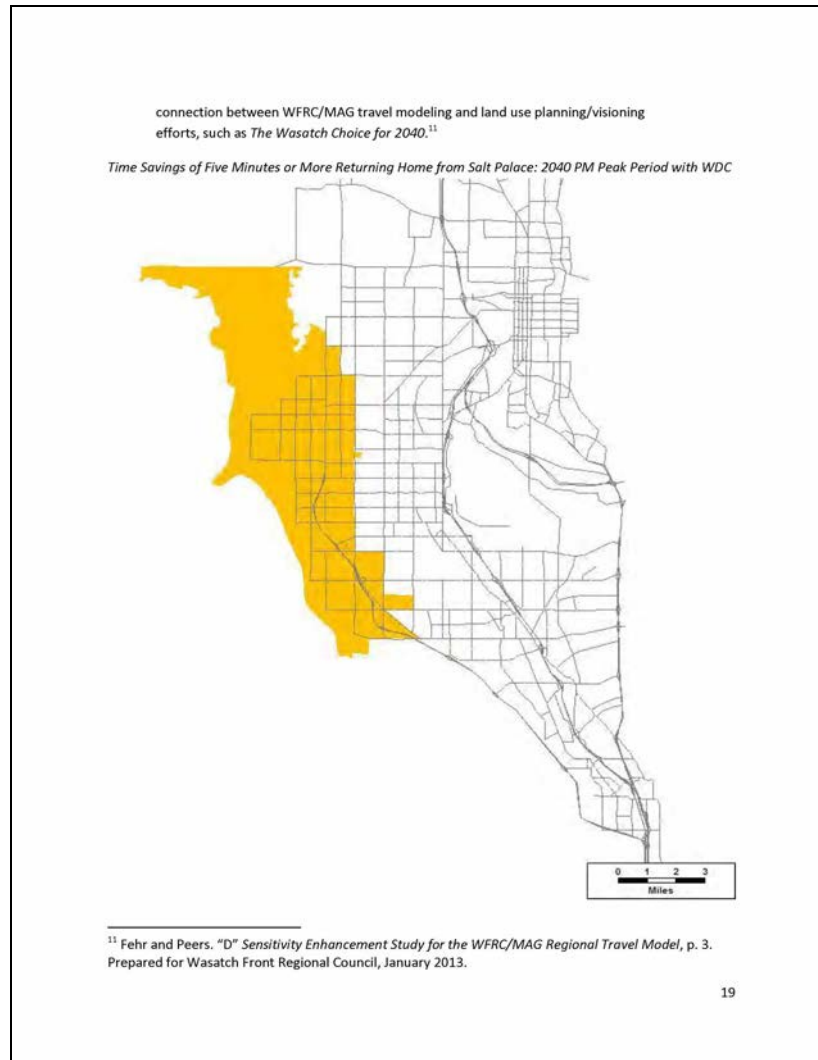 connection between WFRC/MAG travel modeling and land use planning/visioning
efforts, such as The Wasatch Choice for 2040.11
Time Savings of Five Minutes or More Returning Home from Salt Palace: 2040 PM Peak Period with WDC
0 1 2 3
Miles
11 Fehr and Peers. “D” Sensitivity Enhancement Study for the WFRC/MAG Regional Travel Model, p. 3.
Prepared for Wasatch Front Regional Council, January 2013.
19